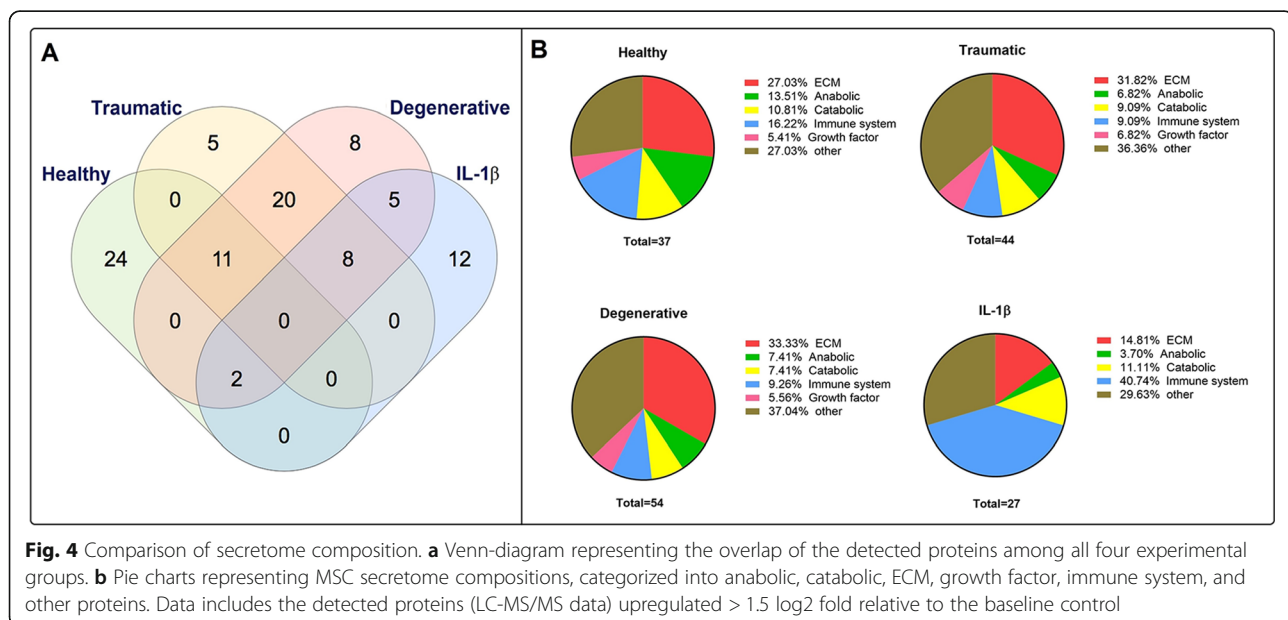 A
Traumatic
Degenerative
Healthy
IL-1β
5
8
0
20
5
24
11
8
12
0
0
0
2
0
0
B
Healthy
27.03% ECM
13.51% Anabolic
10.81% Catabolic
16.22% Immune system
5.41% Growth factor
27.03% other
Total=37
Traumatic
31.82% ECM
6.82% Anabolic
9.09% Catabolic
9.09% Immune system
6.82% Growth factor
36.36% other
Total=44
Degenerative
33.33% ECM
7.41% Anabolic
7.41% Catabolic
9.26% Immune system
5.56% Growth factor
37.04% other
Total=54
IL-1β
14.81% ECM
3.70% Anabolic
11.11% Catabolic
40.74% Immune system
29.63% other
Total=27
Fig. 4 Comparison of secretome composition. a Venn-diagram representing the overlap of the detected proteins among all four experimental
groups. b Pie charts representing MSC secretome compositions, categorized into anabolic, catabolic, ECM, growth factor, immune system, and
other proteins. Data includes the detected proteins (LC-MS/MS data) upregulated > 1.5 log2 fold relative to the baseline control